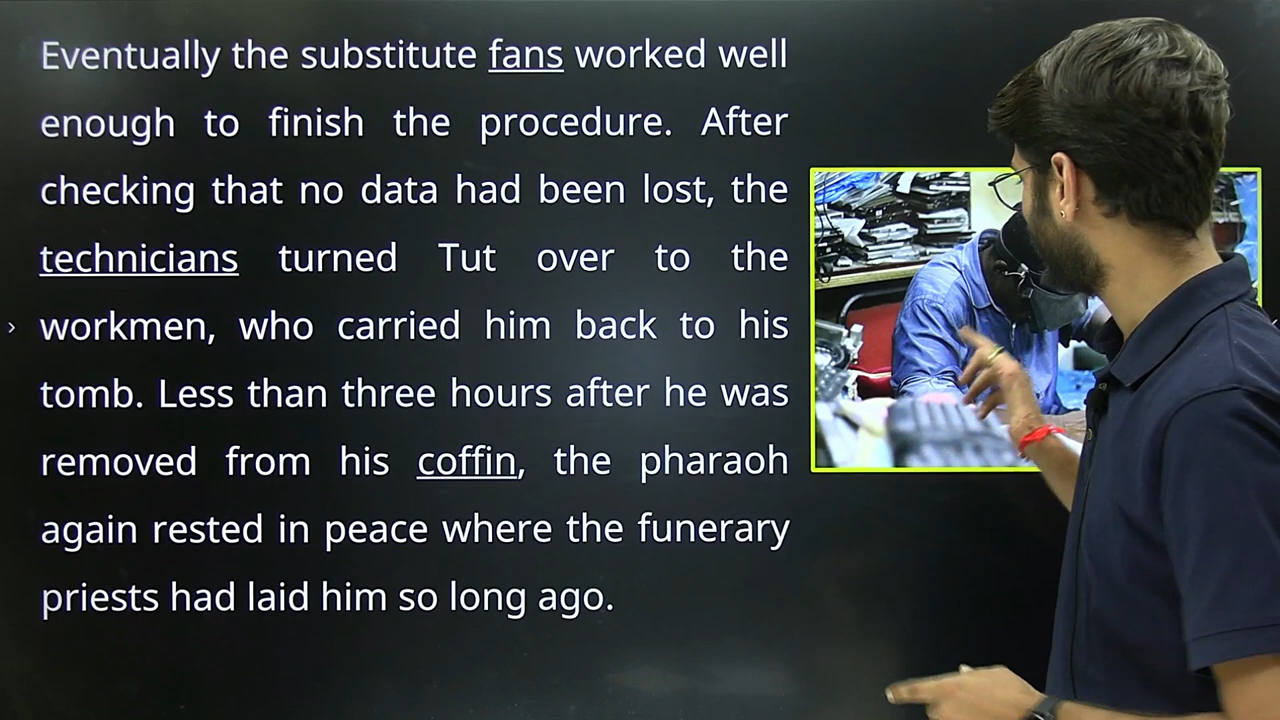 Eventually the substitute fans worked well
enough to finish the procedure. After
checking that no data had been lost, the
technicians turned Tut over to the
workmen, who carried him back to his
tomb. Less than three hours after he was
removed from his coffin, the pharaoh
again rested in peace where the funerary
priests had laid him so long ago.